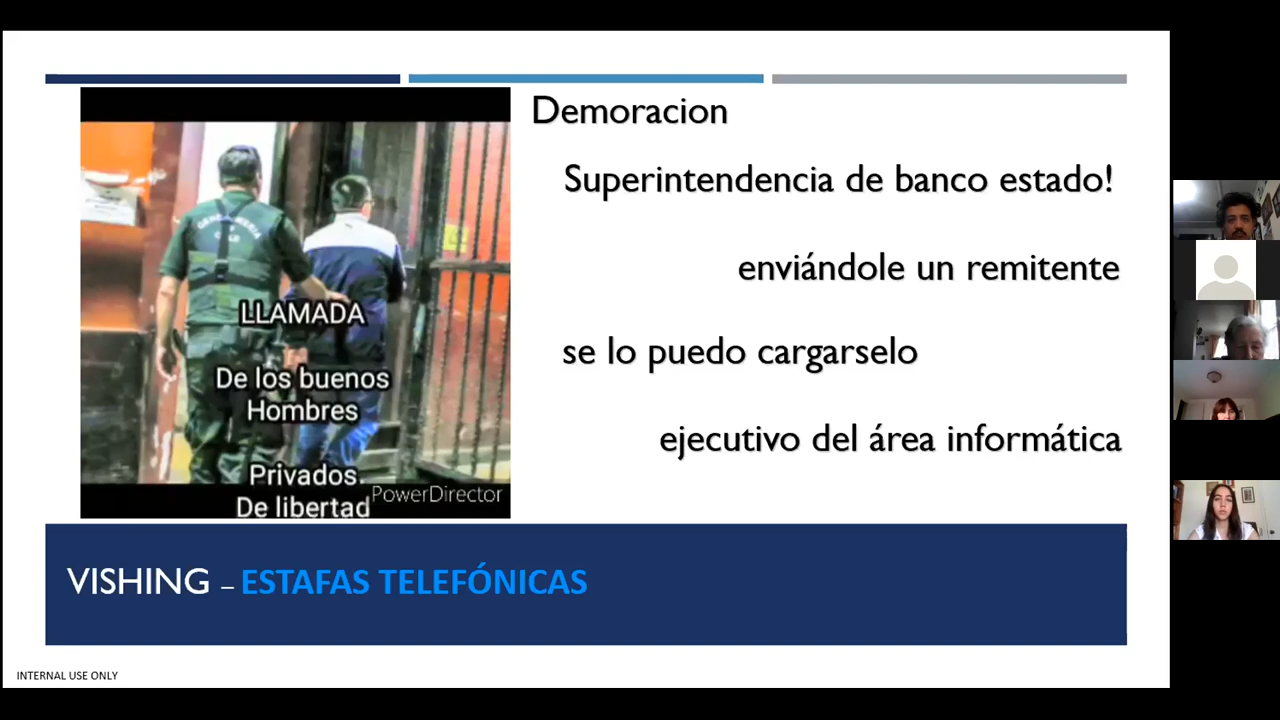 Demoracion
Superintendencia de banco estado!
enviándole un remitente
se lo puedo cargarselo
ejecutivo del área informática
GENDARMERIA
LLAMADA
De los buenos
Hombres
Privados.
De libertad
PowerDirector
VISHING – ESTAFAS TELEFÓNICAS
INTERNAL USE ONLY